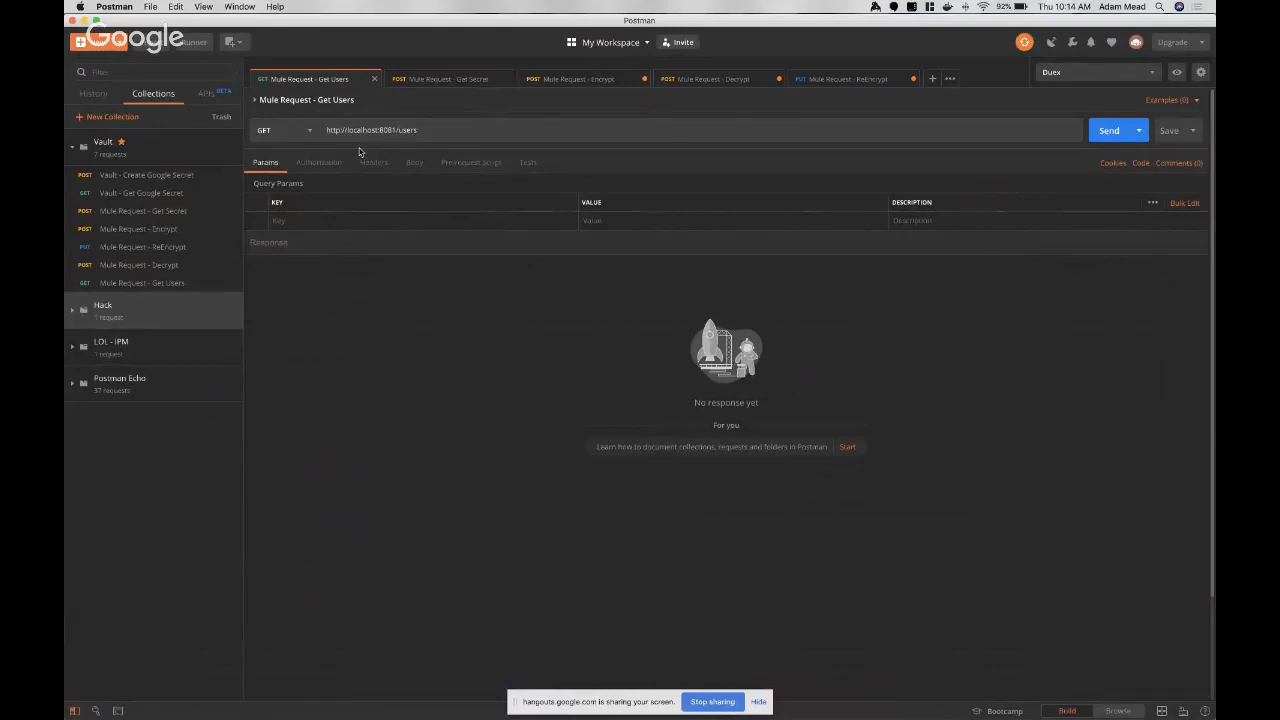 Postman File Edit View Window Help 92% Thu 10:14 AM Adam Mead
Postman
Google
Runner My Workspace Invite Upgrade
Filter
GET Mule Request - Get Users POST Mule Request - Get Secret POST Mule Request - Encrypt POST Mule Request - Decrypt PUT Mule Request - ReEncrypt Duex
History Collections APIs BETA
Mule Request - Get Users Examples (0)
New Collection Trash
GET http://localhost:8081/users Send Save
Vault
7 requests
Params Authorization Headers Body Pre-request Script Tests Cookies Code Comments (0)
POST Vault - Create Google Secret
Query Params
GET Vault - Get Google Secret
KEY VALUE DESCRIPTION Bulk Edit
POST Mule Request - Get Secret
Key Value Description
POST Mule Request - Encrypt
Response
PUT Mule Request - ReEncrypt
POST Mule Request - Decrypt
GET Mule Request - Get Users
Hack
1 request
LOL - IPM
1 request
Postman Echo
37 requests
No response yet
For you
Learn how to document collections, requests and folders in Postman Start
hangouts.google.com is sharing your screen. Stop sharing Hide
Bootcamp Build Browse